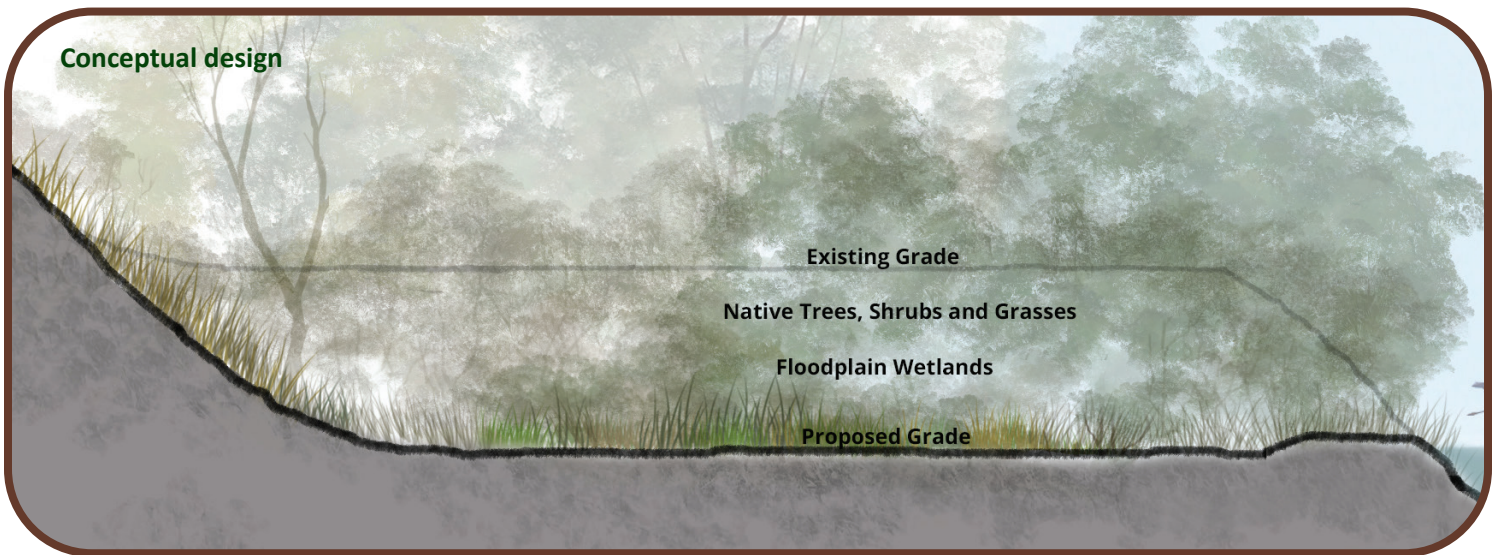 Conceptual design
Existing Grade
Native Trees, Shrubs and Grasses
Floodplain Wetlands
Proposed Grade